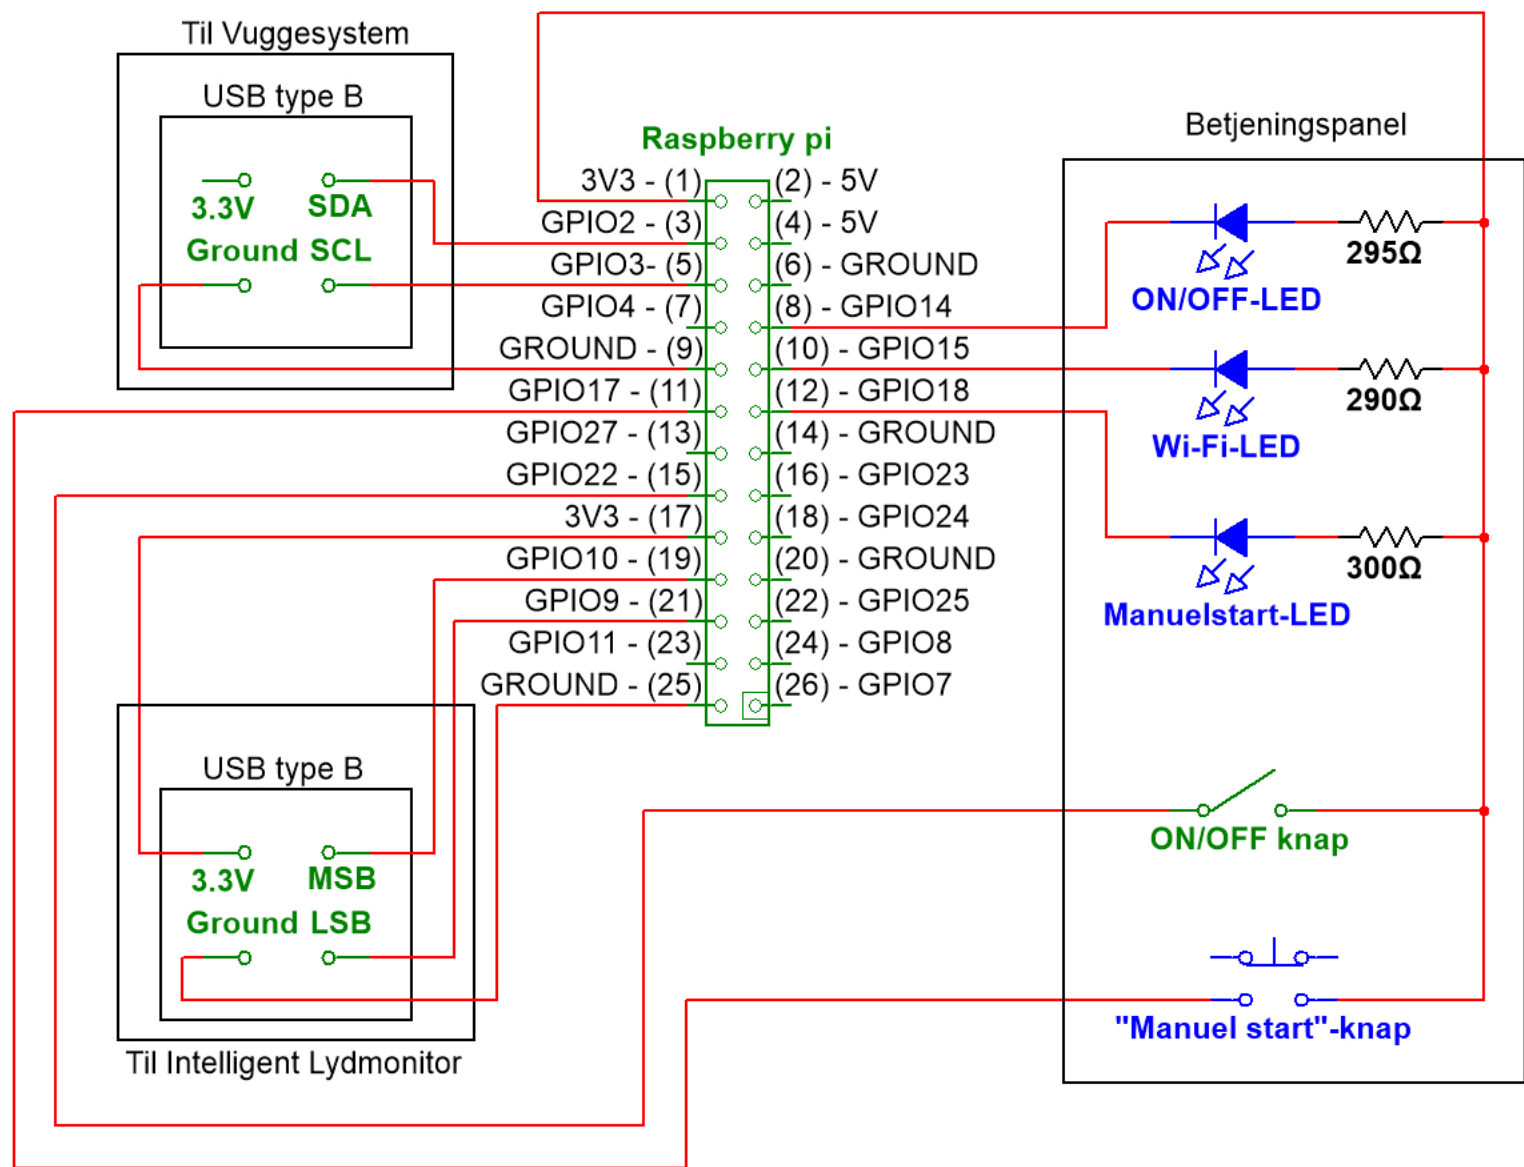 Til Vuggesystem
USB type B
3.3V
SDA
Ground SCL
Raspberry pi
3V3 - (1)
(2) - 5V
GPIO2 - (3)
(4) - 5V
GPIO3- (5)
(6) - GROUND
GPIO4 - (7)
(8) - GPIO14
GROUND - (9)
(10) - GPIO15
GPIO17 - (11)
(12) - GPIO18
GPIO27 - (13)
(14) - GROUND
GPIO22 - (15)
(16) - GPIO23
3V3 - (17)
(18) - GPIO24
GPIO10 - (19)
(20) - GROUND
GPIO9 - (21)
(22) - GPIO25
GPIO11 - (23)
(24) - GPIO8
GROUND - (25)
(26) - GPIO7
Betjeningspanel
295Ω
ON/OFF-LED
290Ω
Wi-Fi-LED
300Ω
Manuelstart-LED
ON/OFF knap
"Manuel start"-knap
USB type B
3.3V
MSB
Ground LSB
Til Intelligent Lydmonitor